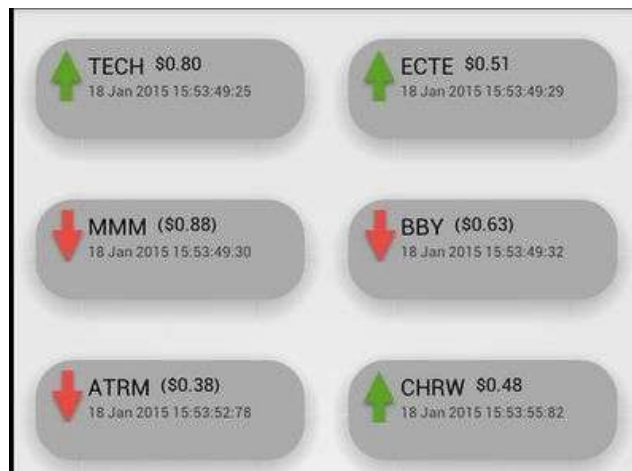 TECH $0.80
18 Jan 2015 15:53:49:25
ECTE $0.51
18 Jan 2015 15:53:49:29
MMM ($0.88)
18 Jan 2015 15:53:49:30
BBY ($0.63)
18 Jan 2015 15:53:49:32
ATRM ($0.38)
18 Jan 2015 15:53:52:78
CHRW $0.48
18 Jan 2015 15:53:55:82